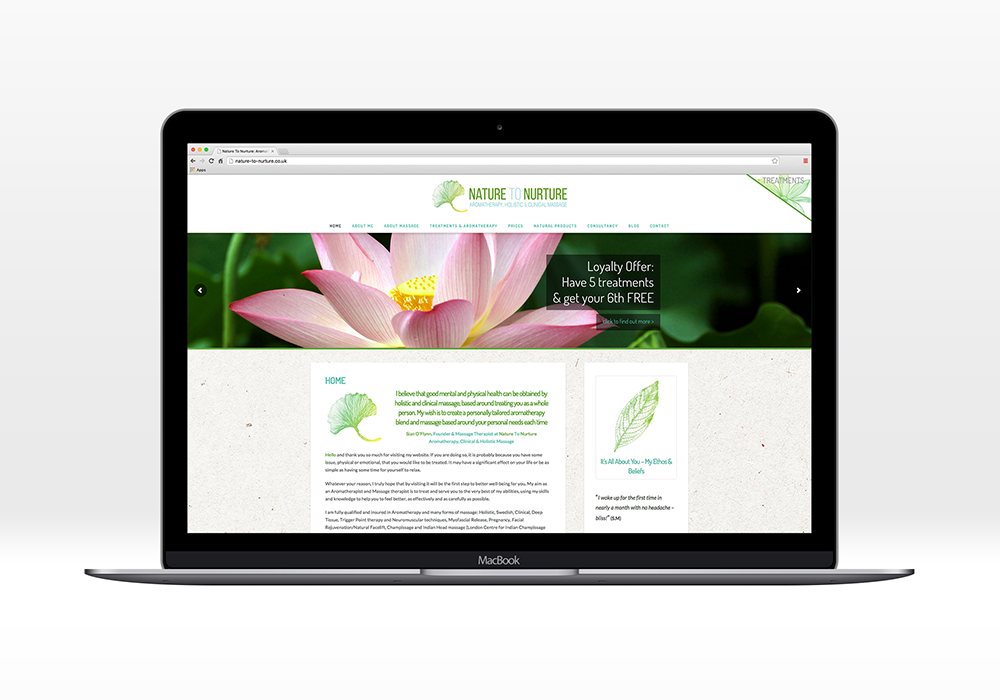 Nature To Nurture: Aromat
nature-to-nurture.co.uk
Apps
TREATMENTS
NATURE TO NURTURE
AROMATHERAPY, HOLISTIC & CLINICAL MASSAGE
HOME ABOUT ME ABOUT MASSAGE TREATMENTS & AROMATHERAPY PRICES NATURAL PRODUCTS CONSULTANCY BLOG CONTACT
Loyalty Offer:
Have 5 treatments
& get your 6th FREE
click to find out more >
HOME
I believe that good mental and physical health can be obtained by
holistic and clinical massage, based around treating you as a whole
person. My wish is to create a personally tailored aromatherapy
blend and massage based around your personal needs each time
Sian O'Flynn, Founder & Massage Therapist at Nature To Nurture
Aromatherapy, Clinical & Holistic Massage
Hello and thank you so much for visiting my website. If you are doing so, it is probably because you have some
issue, physical or emotional, that you would like to be treated. It may have a significant effect on your life or be as
simple as having some time for yourself to relax.
Whatever your reason, I truly hope that by visiting it will be the first step to better well-being for you. My aim as
an Aromatherapist and Massage therapist is to treat and serve you to the very best of my abilities, using my skills
and knowledge to help you to feel better, as effectively and as carefully as possible.
I am fully qualified and insured in Aromatherapy and many forms of massage: Holistic, Swedish, Clinical, Deep
Tissue, Trigger Point therapy and Neuromuscular techniques, Myofascial Release, Pregnancy, Facial
Rejuvenation/Natural Facelift, Champissage and Indian Head massage (London Centre for Indian Champissage
It's All About You – My Ethos &
Beliefs
"I woke up for the first time in
nearly a month with no headache –
bliss!" (S.M)
MacBook